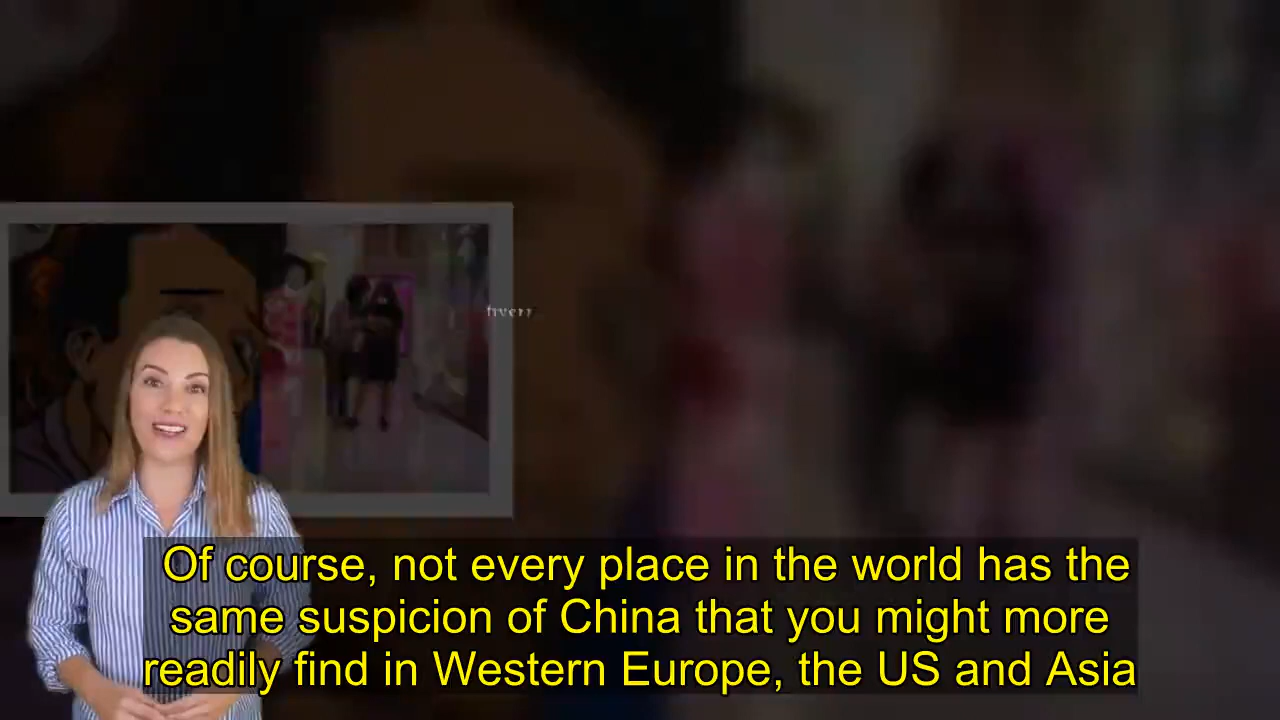 fiverr
Of course, not every place in the world has the
same suspicion of China that you might more
readily find in Western Europe, the US and Asia